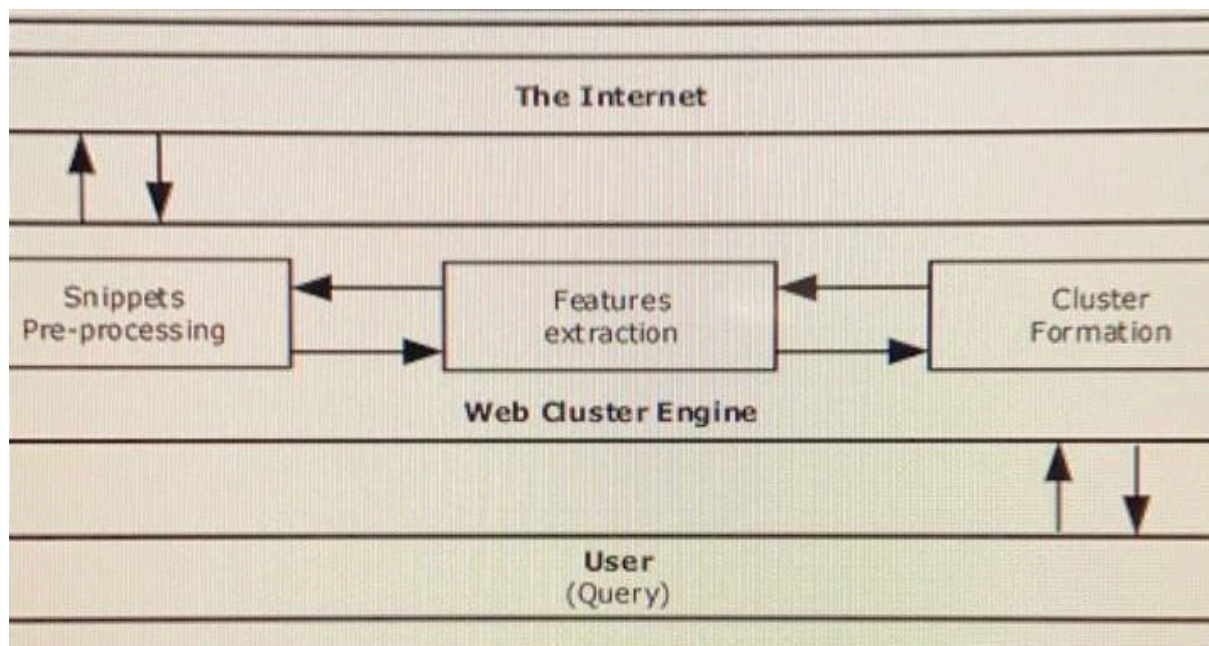 The Internet
Snippets
Pre-processing
Features
extraction
Cluster
Formation
Web Cluster Engine
User
(Query)